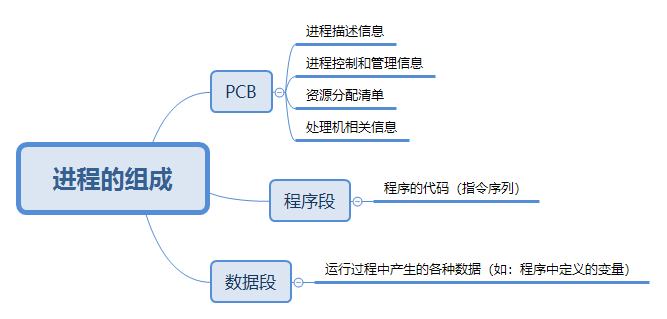 进程的组成
PCB
进程描述信息
进程控制和管理信息
资源分配清单
处理机相关信息
程序段
程序的代码（指令序列）
数据段
运行过程中产生的各种数据（如：程序中定义的变量）